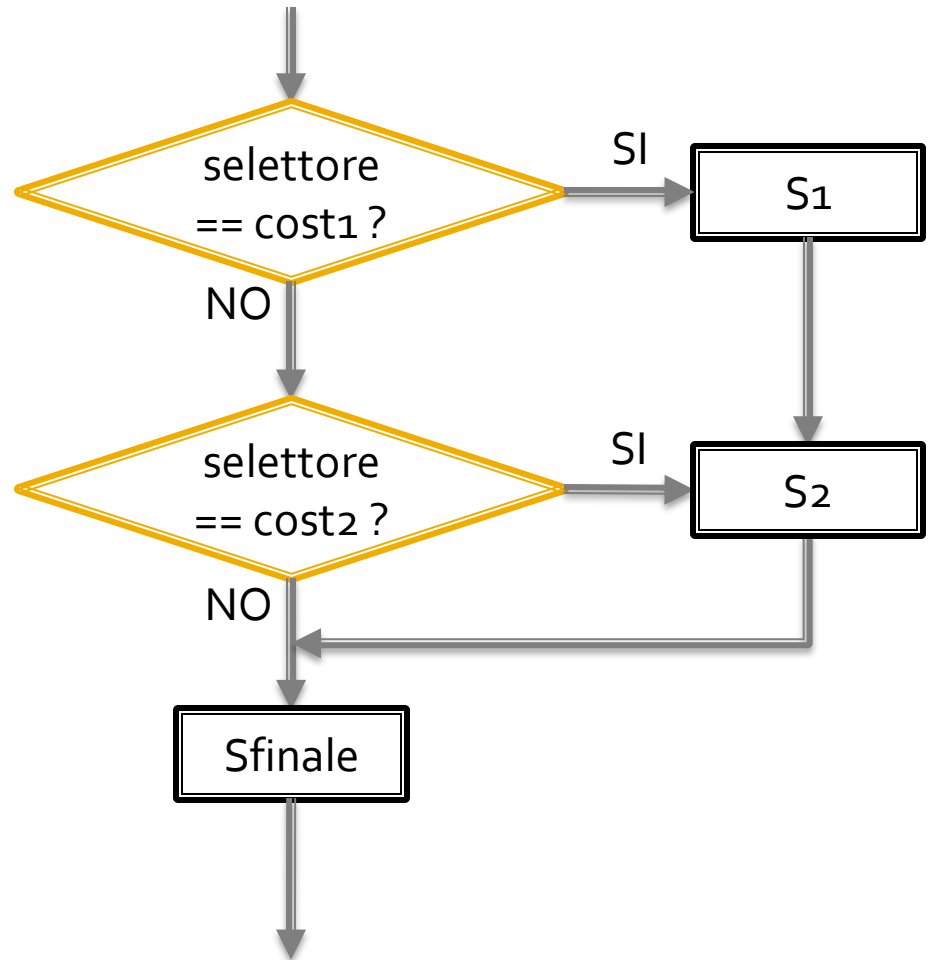 selettore
== cost1 ?
SI
S1
NO
selettore
== cost2 ?
SI
S2
NO
Sfinale